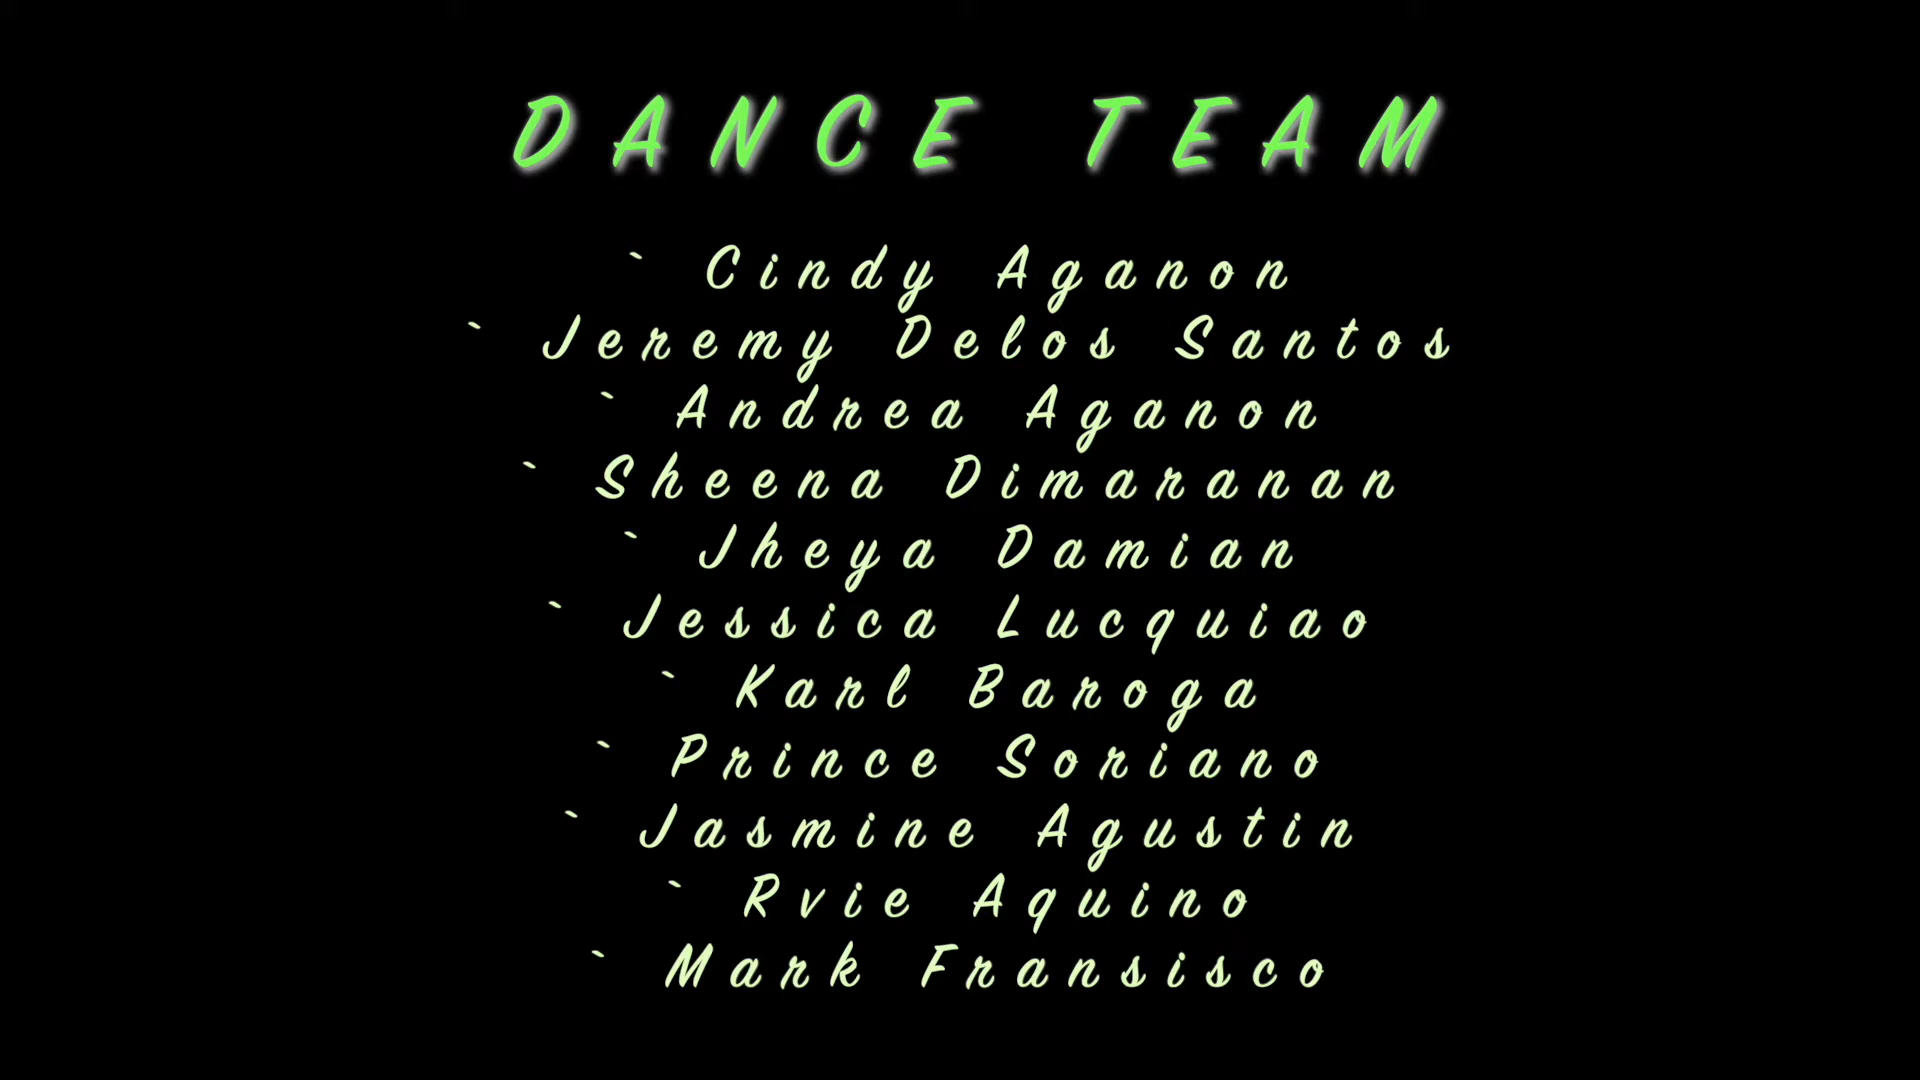 DANCE TEAM
` Cindy Aganon
` Jeremy Delos Santos
` Andrea Aganon
` Sheena Dimaranan
` Jheya Damian
` Jessica Lucquiao
` Karl Baroga
` Prince Soriano
` Jasmine Agustin
` Rvie Aquino
` Mark Fransisco